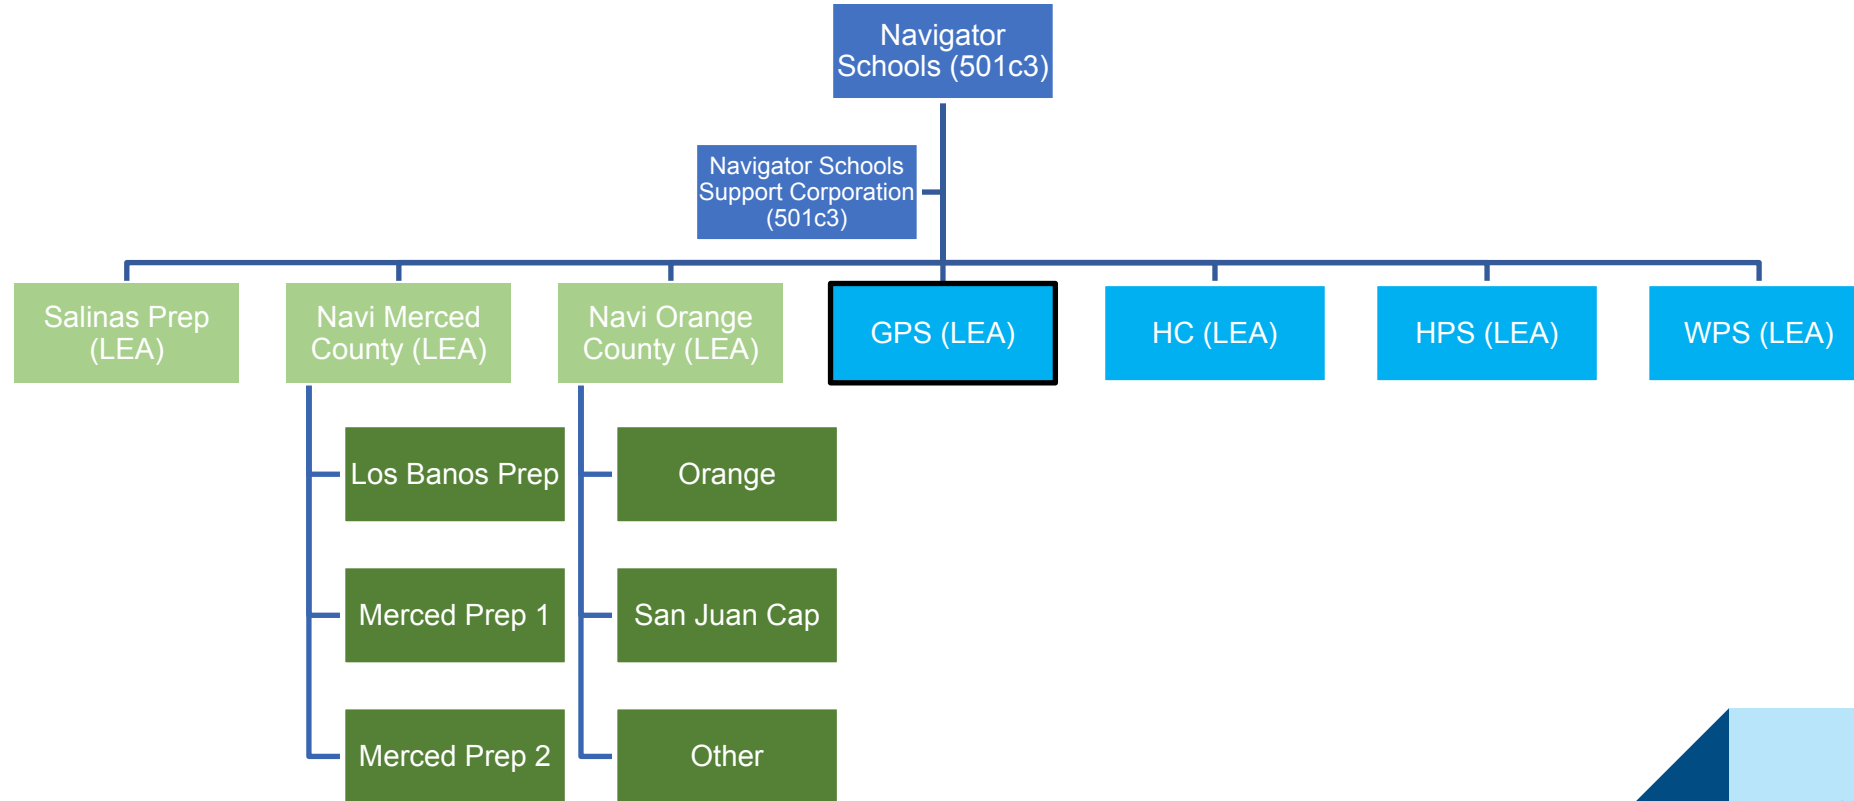 Navigator
Schools (501c3)
Navigator Schools
Support Corporation
(501c3)
Salinas Prep
(LEA)
Navi Merced
County (LEA)
Navi Orange
County (LEA)
GPS (LEA)
HC (LEA)
HPS (LEA)
WPS (LEA)
Los Banos Prep
Orange
Merced Prep 1
San Juan Cap
Merced Prep 2
Other